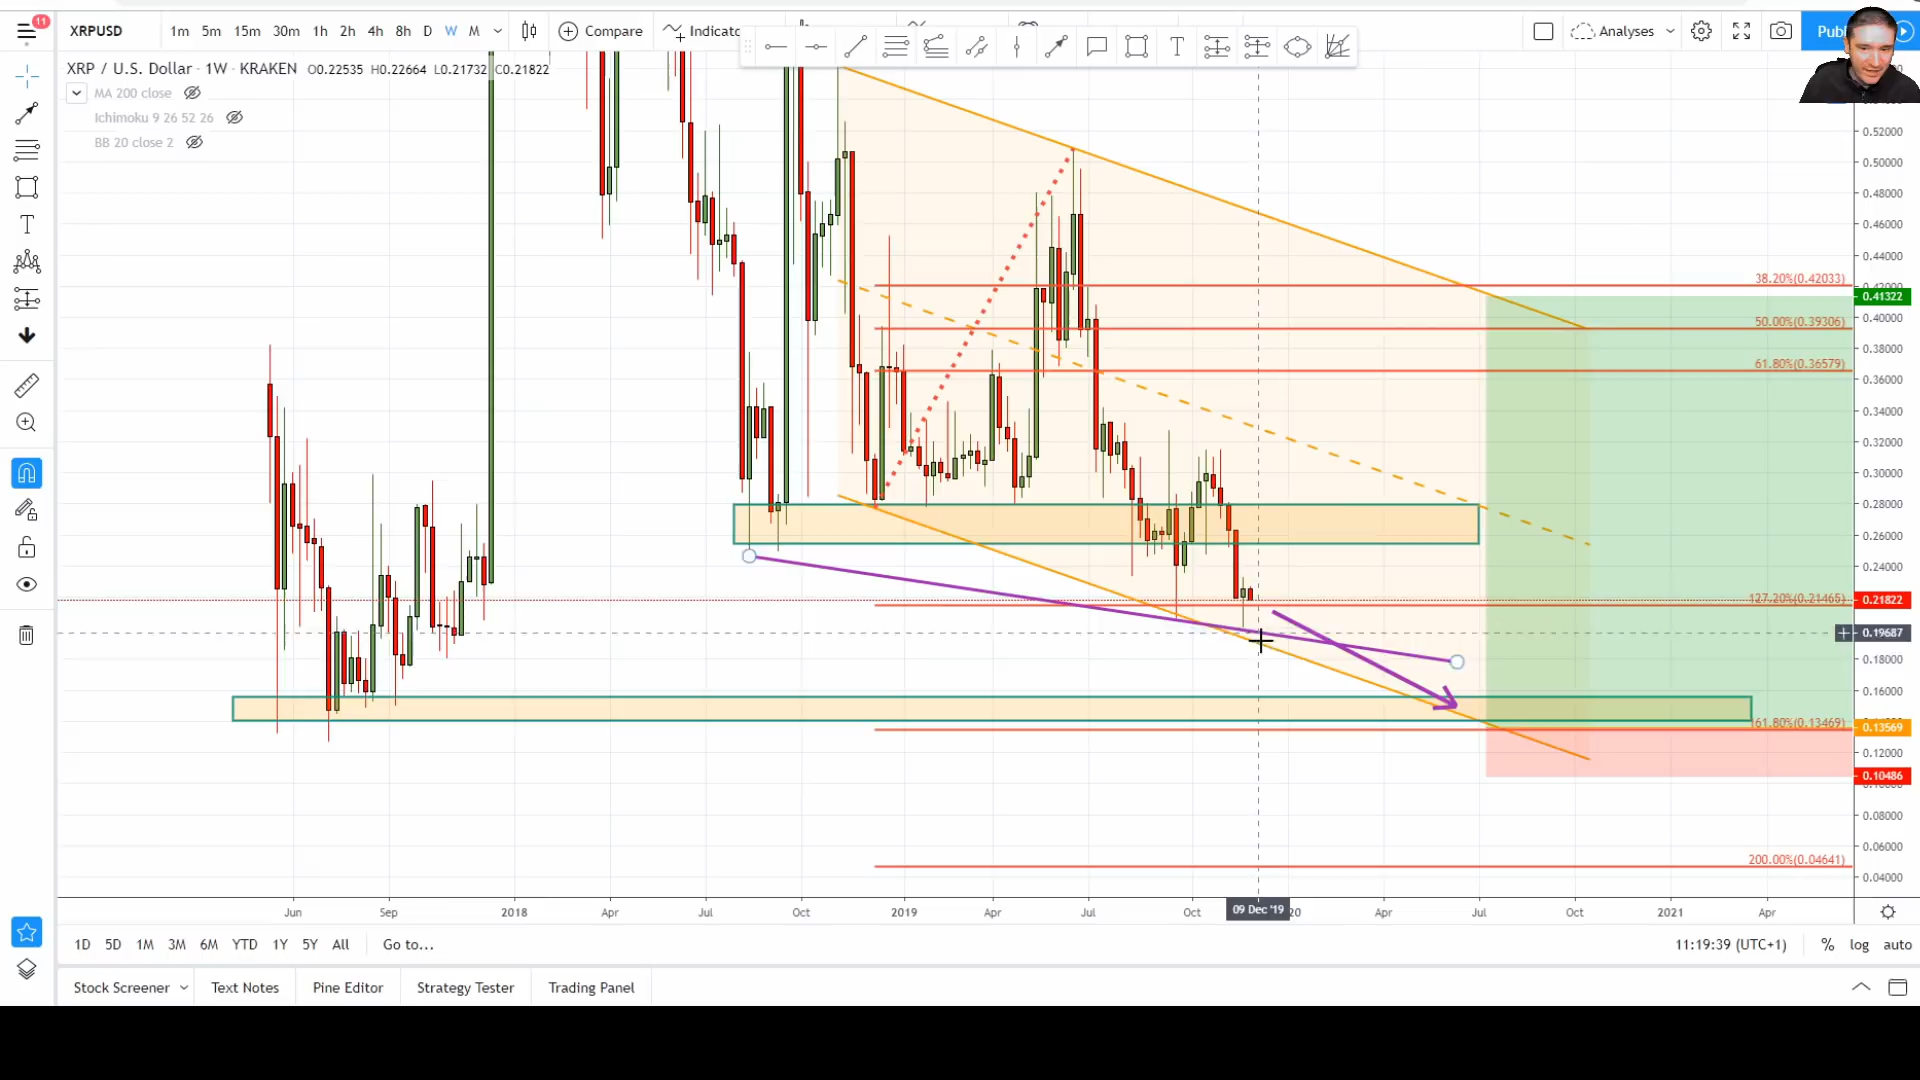 11
XRPUSD
1m 5m 15m 30m 1h 2h 4h 8h D W M
Compare
Indicato
Analyses
Pub
XRP / U.S. Dollar · 1W · KRAKEN O0.22535 H0.22664 L0.21732 C0.21822
MA 200 close
Ichimoku 9 26 52 26
BB 20 close 2
0.52000
0.50000
0.48000
0.46000
0.44000
38.20%(0.42033)
0.41322
50.00%(0.39306)
0.40000
0.38000
61.80%(0.36579)
0.36000
0.34000
0.32000
0.30000
0.28000
0.26000
0.24000
127.20%(0.21465)
0.21822
0.19687
0.18000
0.16000
161.80%(0.13469)
0.13569
0.12000
0.10486
0.08000
0.06000
200.00%(0.04641)
0.04000
Jun Sep 2018 Apr Jul Oct 2019 Apr Jul Oct 09 Dec '19 20 Apr Jul Oct 2021 Apr
1D 5D 1M 3M 6M YTD 1Y 5Y All Go to...
11:19:39 (UTC+1) % log auto
Stock Screener Text Notes Pine Editor Strategy Tester Trading Panel